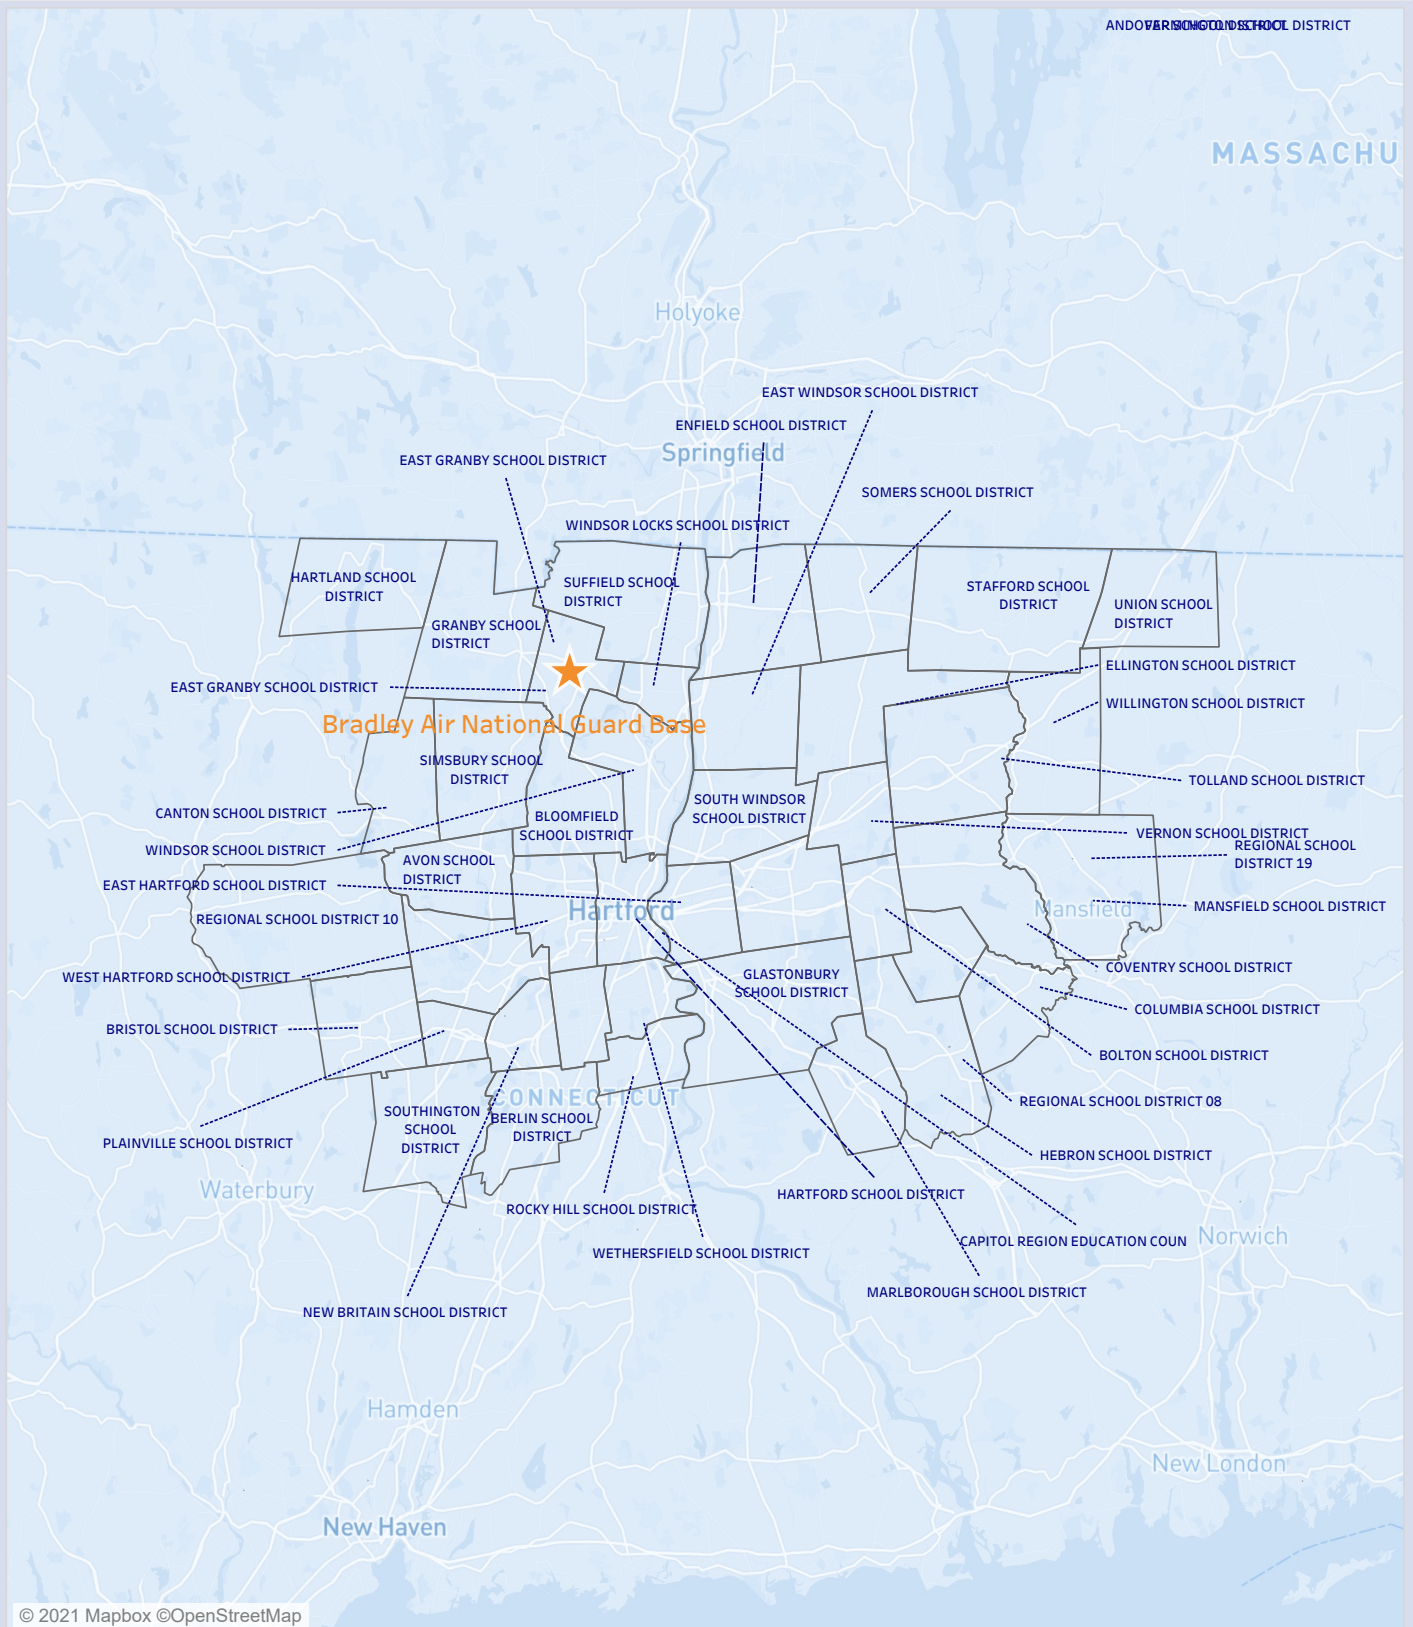 ANDOVER SCHOOL DISTRICT
FARMINGTON SCHOOL DISTRICT
MASSACHU
Holyoke
EAST WINDSOR SCHOOL DISTRICT
ENFIELD SCHOOL DISTRICT
Springfield
EAST GRANBY SCHOOL DISTRICT
SOMERS SCHOOL DISTRICT
WINDSOR LOCKS SCHOOL DISTRICT
HARTLAND SCHOOL
DISTRICT
SUFFIELD SCHOOL
DISTRICT
STAFFORD SCHOOL
DISTRICT
UNION SCHOOL
DISTRICT
GRANBY SCHOOL
DISTRICT
ELLINGTON SCHOOL DISTRICT
EAST GRANBY SCHOOL DISTRICT
WILLINGTON SCHOOL DISTRICT
Bradley Air National Guard Base
SIMSBURY SCHOOL
DISTRICT
TOLLAND SCHOOL DISTRICT
CANTON SCHOOL DISTRICT
SOUTH WINDSOR
SCHOOL DISTRICT
BLOOMFIELD
SCHOOL DISTRICT
VERNON SCHOOL DISTRICT
WINDSOR SCHOOL DISTRICT
REGIONAL SCHOOL
DISTRICT 19
AVON SCHOOL
DISTRICT
EAST HARTFORD SCHOOL DISTRICT
Hartford
Mansfield
MANSFIELD SCHOOL DISTRICT
REGIONAL SCHOOL DISTRICT 10
COVENTRY SCHOOL DISTRICT
WEST HARTFORD SCHOOL DISTRICT
GLASTONBURY
SCHOOL DISTRICT
COLUMBIA SCHOOL DISTRICT
BRISTOL SCHOOL DISTRICT
BOLTON SCHOOL DISTRICT
CONNECTICUT
REGIONAL SCHOOL DISTRICT 08
SOUTHINGTON
SCHOOL
DISTRICT
BERLIN SCHOOL
DISTRICT
PLAINVILLE SCHOOL DISTRICT
HEBRON SCHOOL DISTRICT
Waterbury
HARTFORD SCHOOL DISTRICT
ROCKY HILL SCHOOL DISTRICT
Norwich
CAPITOL REGION EDUCATION COUN
WETHERSFIELD SCHOOL DISTRICT
MARLBOROUGH SCHOOL DISTRICT
NEW BRITAIN SCHOOL DISTRICT
Hamden
New London
New Haven
© 2021 Mapbox ©OpenStreetMap